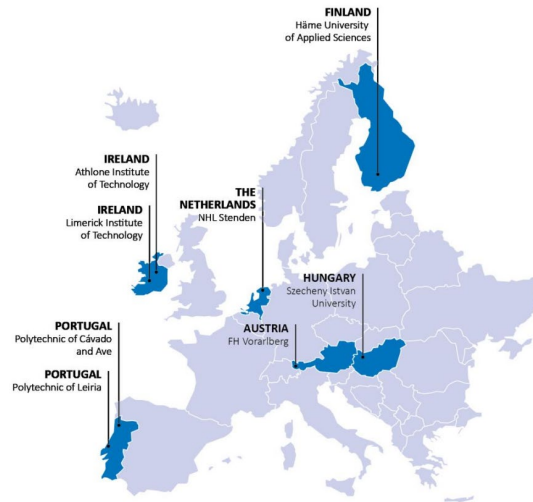 FINLAND
Häme University
of Applied Sciences
IRELAND
Athlone Institute
of Technology
IRELAND
Limerick Institute
of Technology
THE
NETHERLANDS
NHL Stenden
HUNGARY
Szecheny Istvan
University
AUSTRIA
FH Vorarlberg
PORTUGAL
Polytechnic of Cávado
and Ave
PORTUGAL
Polytechnic of Leiria